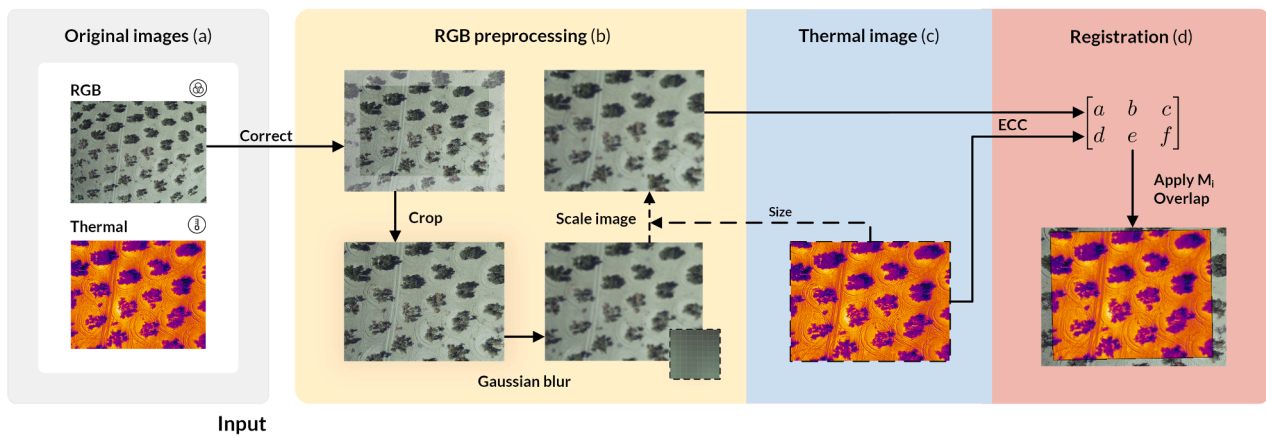 Original images (a)
RGB
Thermal
Input
Correct
RGB preprocessing (b)
Crop
Gaussian blur
Scale image
Thermal image (c)
Size
Registration (d)
ECC
a b c
d e f
Apply Mi
Overlap